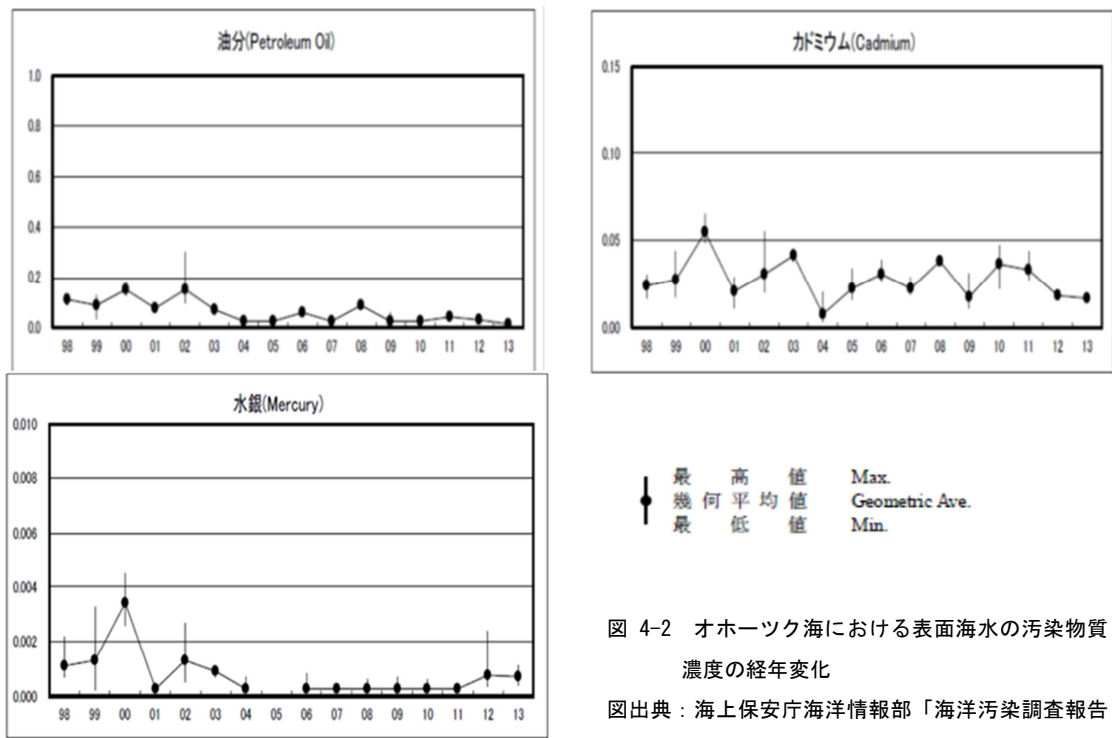 油分(Petroleum Oil)
1.0
0.8
0.6
0.4
0.2
0.0
98 99 00 01 02 03 04 05 06 07 08 09 10 11 12 13
カドミウム(Cadmium)
0.15
0.10
0.05
0.00
98 99 00 01 02 03 04 05 06 07 08 09 10 11 12 13
水銀(Mercury)
0.010
0.008
0.006
0.004
0.002
0.000
98 99 00 01 02 03 04 05 06 07 08 09 10 11 12 13
最高値 Max.
幾何平均値 Geometric Ave.
最低値 Min.
図 4-2 オホーツク海における表面海水の汚染物質
濃度の経年変化
図出典：海上保安庁海洋情報部「海洋汚染調査報告